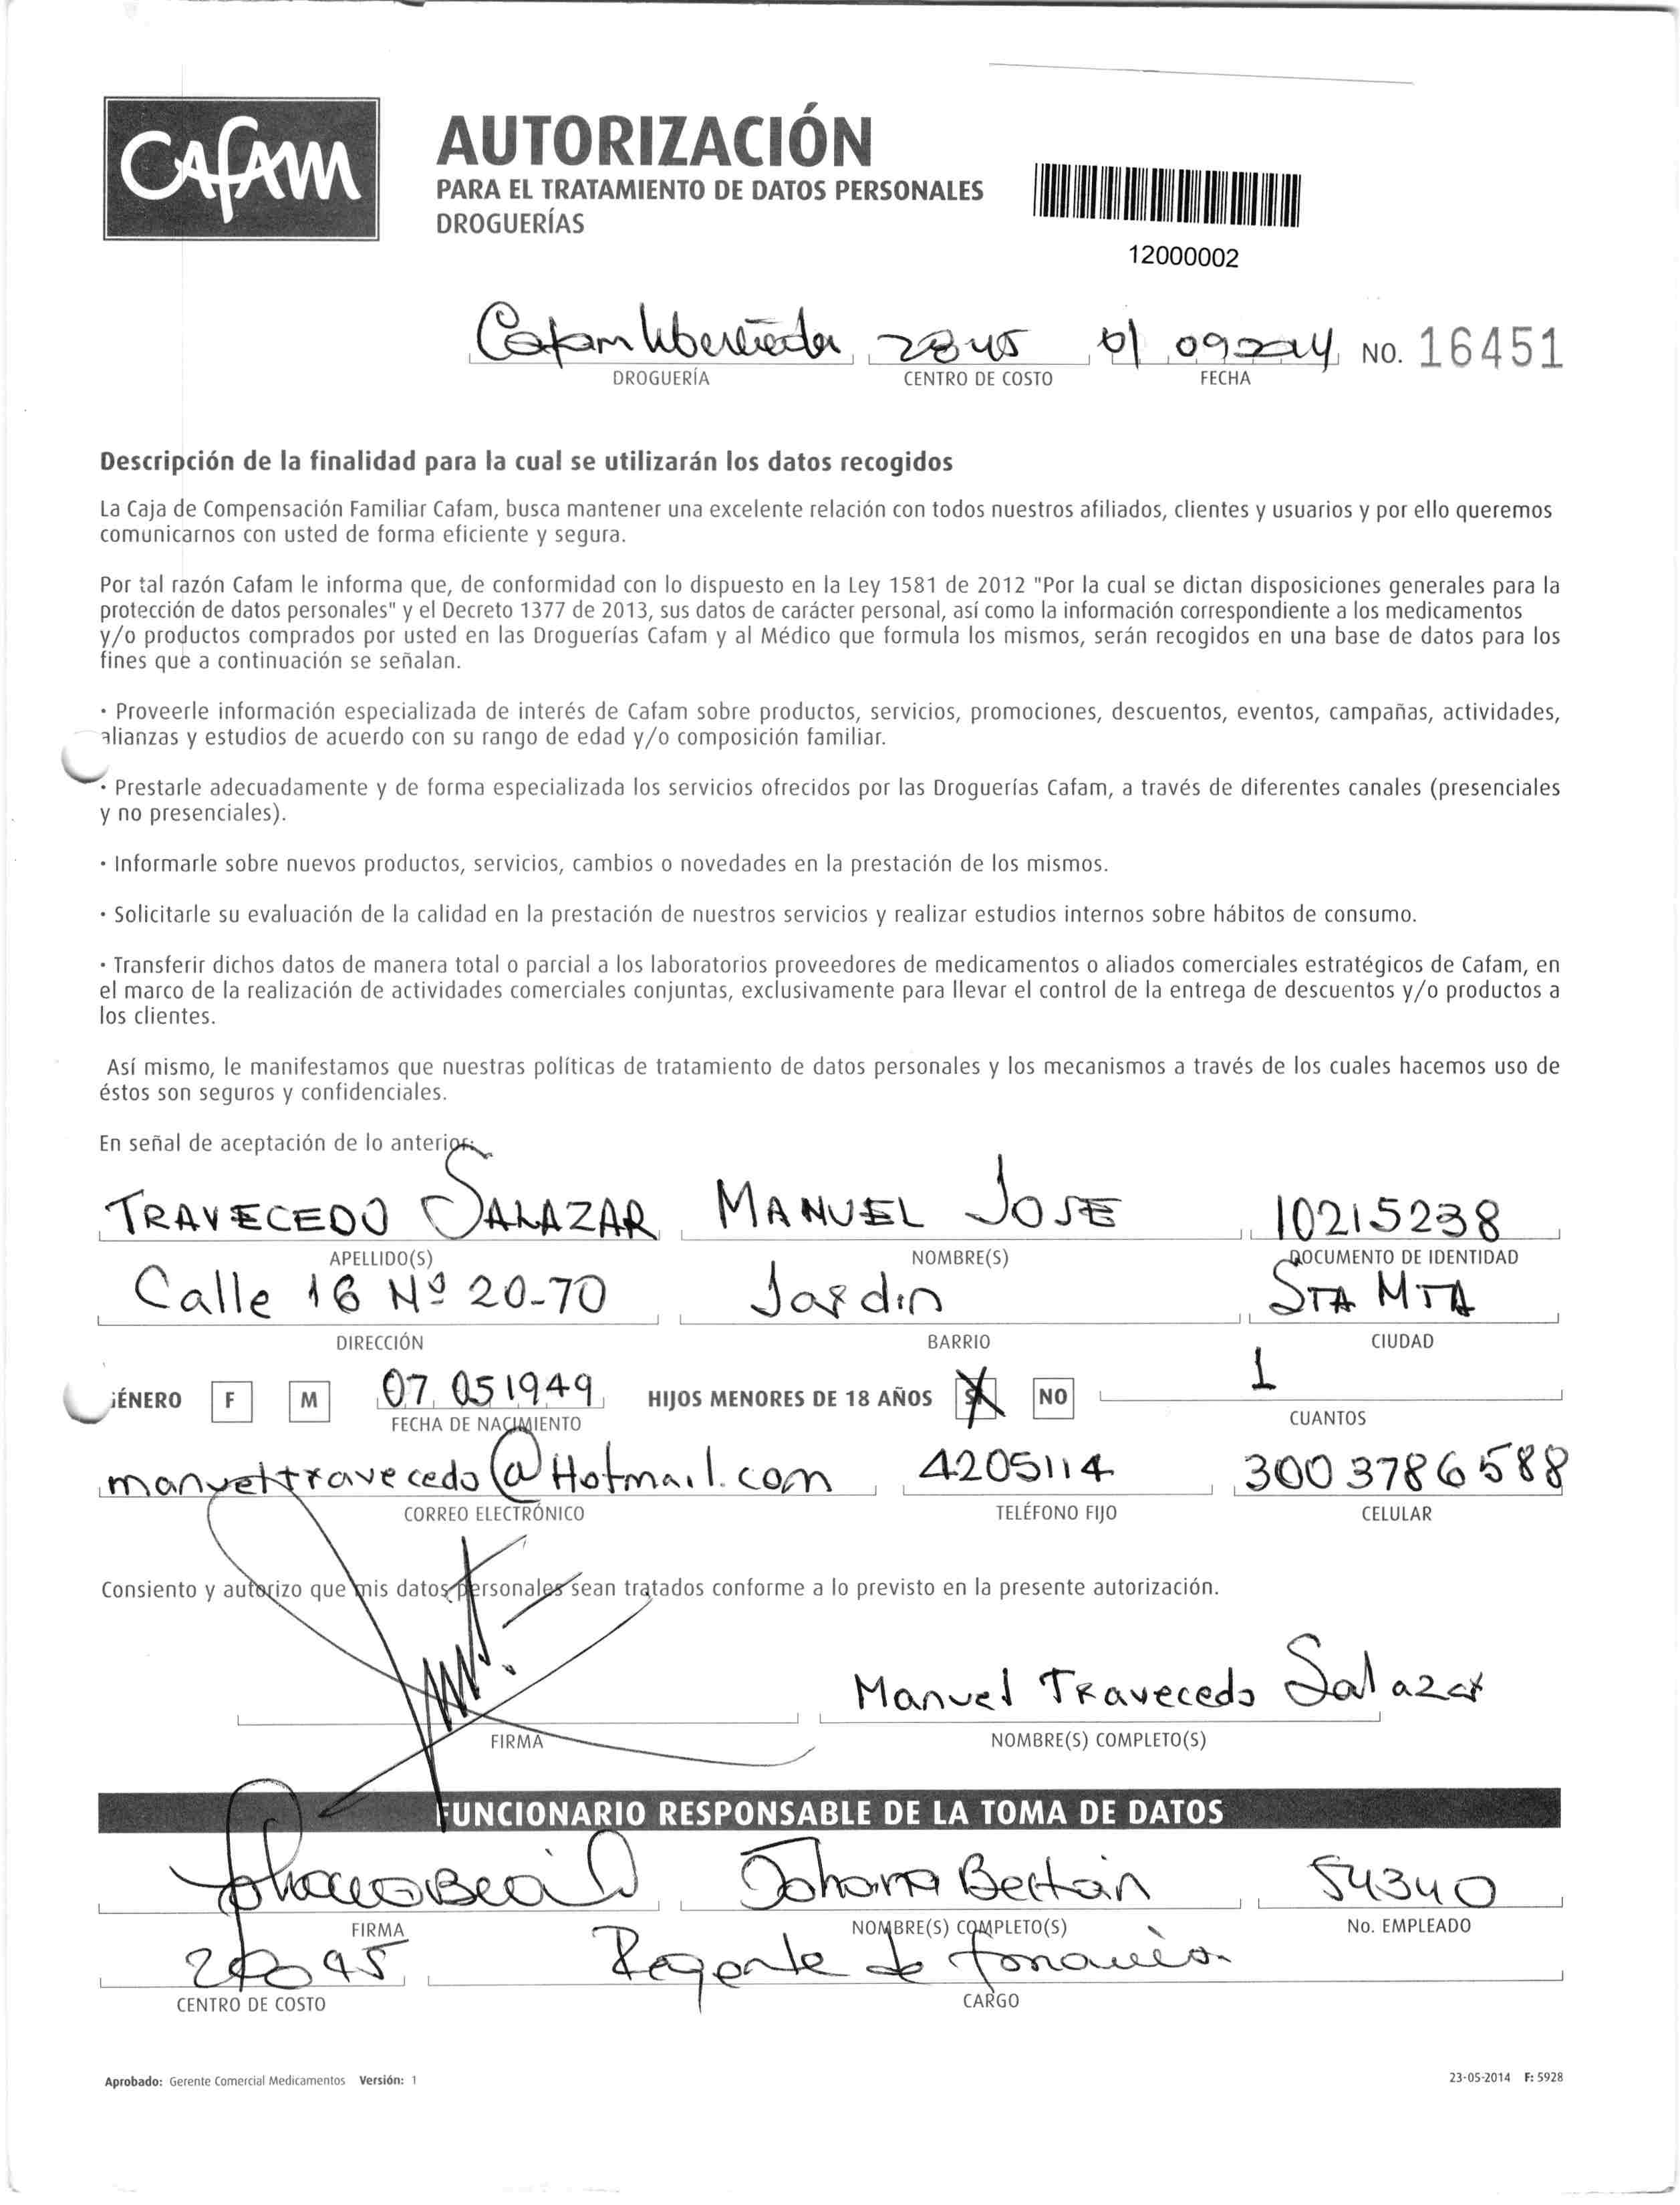 CAFAM
AUTORIZACIÓN
PARA EL TRATAMIENTO DE DATOS PERSONALES
DROGUERÍAS
12000002
Cafam 2845 01 09 2014 NO. 16451
DROGUERÍA CENTRO DE COSTO FECHA
Descripción de la finalidad para la cual se utilizarán los datos recogidos
La Caja de Compensación Familiar Cafam, busca mantener una excelente relación con todos nuestros afiliados, clientes y usuarios y por ello queremos
comunicarnos con usted de forma eficiente y segura.
Por tal razón Cafam le informa que, de conformidad con lo dispuesto en la Ley 1581 de 2012 "Por la cual se dictan disposiciones generales para la
protección de datos personales" y el Decreto 1377 de 2013, sus datos de carácter personal, así como la información correspondiente a los medicamentos
y/o productos comprados por usted en las Droguerías Cafam y al Médico que formula los mismos, serán recogidos en una base de datos para los
fines que a continuación se señalan.
· Proveerle información especializada de interés de Cafam sobre productos, servicios, promociones, descuentos, eventos, campañas, actividades,
alianzas y estudios de acuerdo con su rango de edad y/o composición familiar.
· Prestarle adecuadamente y de forma especializada los servicios ofrecidos por las Droguerías Cafam, a través de diferentes canales (presenciales
y no presenciales).
· Informarle sobre nuevos productos, servicios, cambios o novedades en la prestación de los mismos.
· Solicitarle su evaluación de la calidad en la prestación de nuestros servicios y realizar estudios internos sobre hábitos de consumo.
· Transferir dichos datos de manera total o parcial a los laboratorios proveedores de medicamentos o aliados comerciales estratégicos de Cafam, en
el marco de la realización de actividades comerciales conjuntas, exclusivamente para llevar el control de la entrega de descuentos y/o productos a
los clientes.
Así mismo, le manifestamos que nuestras políticas de tratamiento de datos personales y los mecanismos a través de los cuales hacemos uso de
éstos son seguros y confidenciales.
En señal de aceptación de lo anterior:
TRAVECEDO SALAZAR MANUEL JOSE 10215238
APELLIDO(S) NOMBRE(S) DOCUMENTO DE IDENTIDAD
Calle 16 Nº 20-70 Jardin STA MTA
DIRECCIÓN BARRIO CIUDAD
GÉNERO F M 07 05 1949 HIJOS MENORES DE 18 AÑOS SI NO 1
FECHA DE NACIMIENTO CUANTOS
manueltravecedo@Hotmail.com 4205114 300 3786588
CORREO ELECTRÓNICO TELÉFONO FIJO CELULAR
Consiento y autorizo que mis datos personales sean tratados conforme a lo previsto en la presente autorización.
Manuel Travecedo Salazar
FIRMA NOMBRE(S) COMPLETO(S)
FUNCIONARIO RESPONSABLE DE LA TOMA DE DATOS
Johana Beltán 54340
FIRMA NOMBRE(S) COMPLETO(S) No. EMPLEADO
Regente de
CENTRO DE COSTO CARGO
Aprobado: Gerente Comercial Medicamentos Versión: 1 23-05-2014 F: 5928